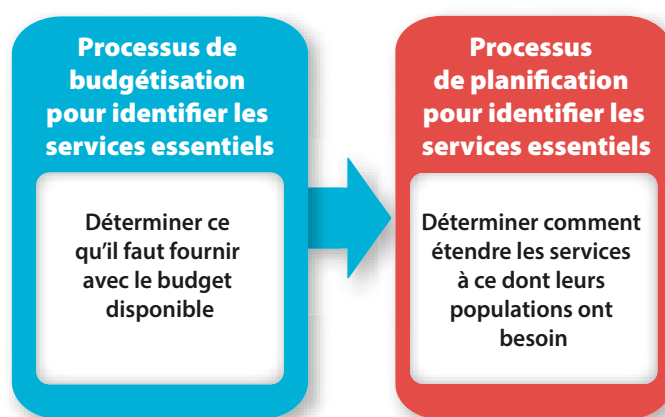 Processus de
budgétisation
pour identifier les
services essentiels
Déterminer ce
qu'il faut fournir
avec le budget
disponible
Processus
de planification
pour identifier les
services essentiels
Déterminer comment
étendre les services
à ce dont leurs
populations ont
besoin